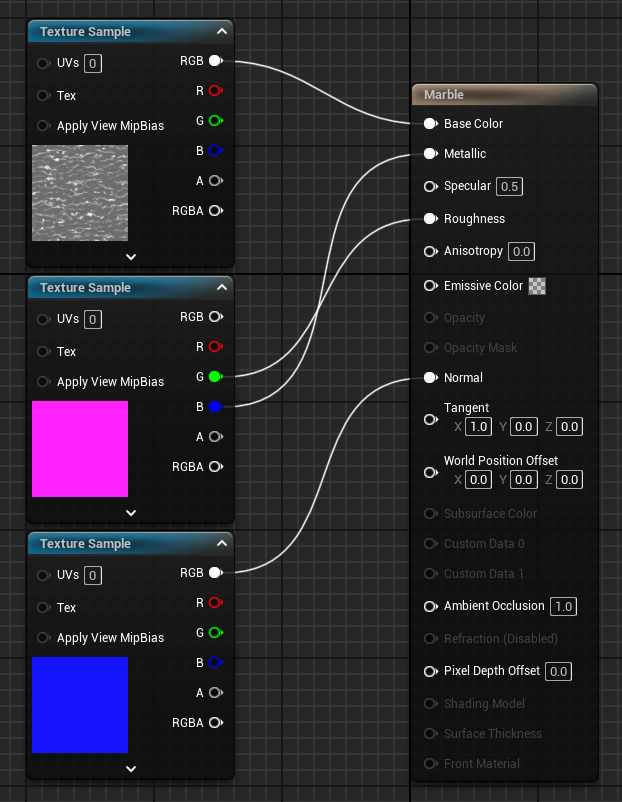 Texture Sample
UVs 0
RGB
Tex
R
Apply View MipBias
G
B
A
RGBA
Texture Sample
UVs 0
RGB
Tex
R
Apply View MipBias
G
B
A
RGBA
Texture Sample
UVs 0
RGB
Tex
R
Apply View MipBias
G
B
A
RGBA
Marble
Base Color
Metallic
Specular 0.5
Roughness
Anisotropy 0.0
Emissive Color
Opacity
Opacity Mask
Normal
Tangent
X 1.0 Y 0.0 Z 0.0
World Position Offset
X 0.0 Y 0.0 Z 0.0
Subsurface Color
Custom Data 0
Custom Data 1
Ambient Occlusion 1.0
Refraction (Disabled)
Pixel Depth Offset 0.0
Shading Model
Surface Thickness
Front Material